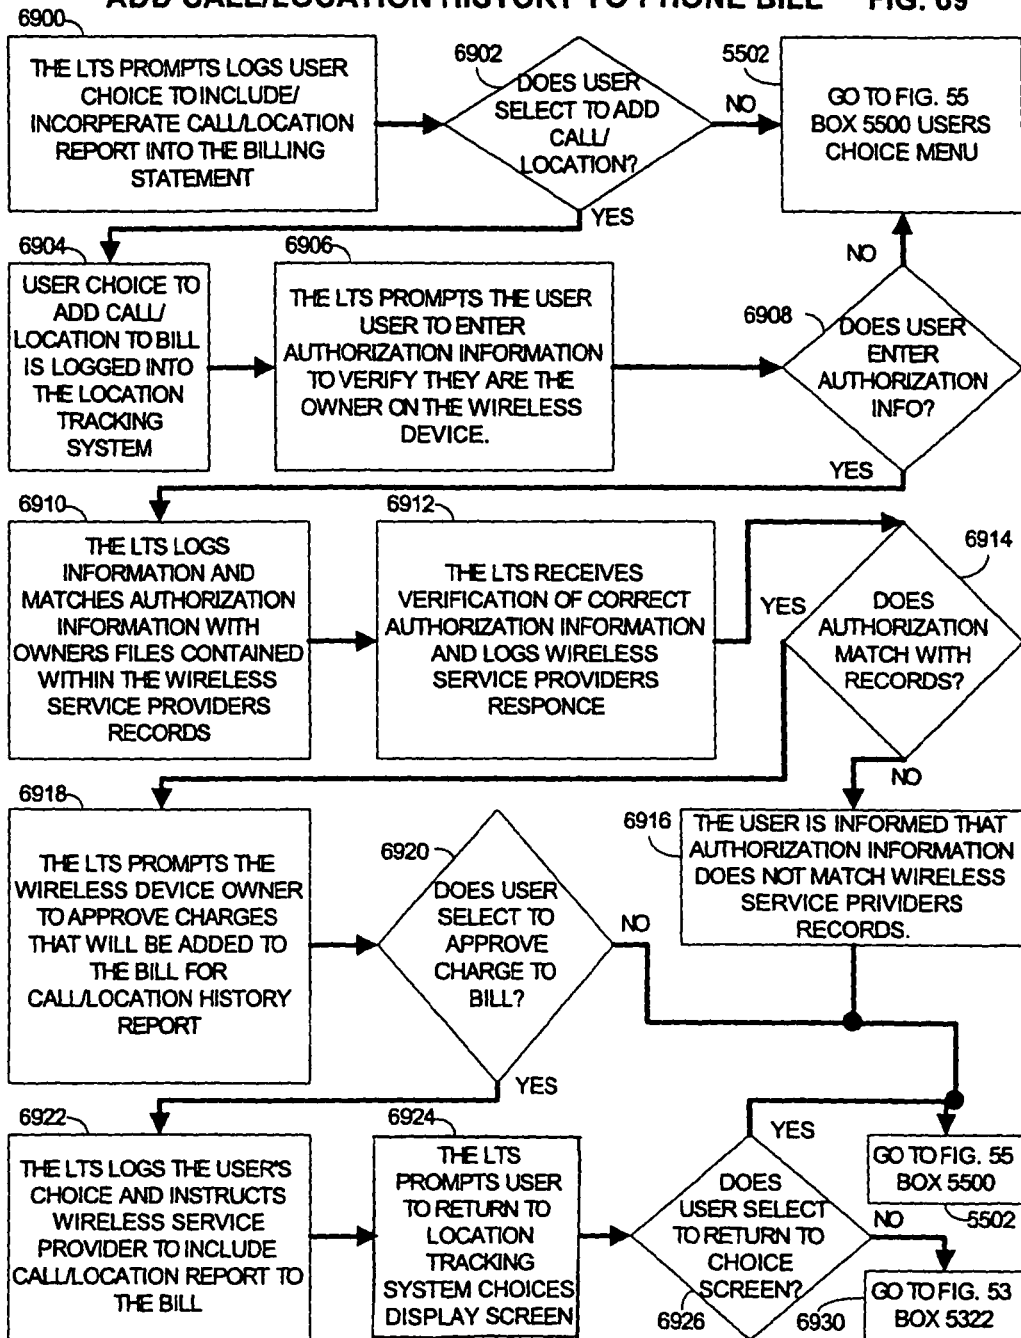 ADD CALL/LOCATION HISTORY TO PHONE BILL FIG. 69
6900
THE LTS PROMPTS LOGS USER
CHOICE TO INCLUDE/
INCORPERATE CALL/LOCATION
REPORT INTO THE BILLING
STATEMENT
6902
DOES USER
SELECT TO ADD
CALL/
LOCATION?
NO
YES
5502
GO TO FIG. 55
BOX 5500 USERS
CHOICE MENU
6904
USER CHOICE TO
ADD CALL/
LOCATION TO BILL
IS LOGGED INTO
THE LOCATION
TRACKING
SYSTEM
6906
THE LTS PROMPTS THE USER
USER TO ENTER
AUTHORIZATION INFORMATION
TO VERIFY THEY ARE THE
OWNER ON THE WIRELESS
DEVICE.
NO
6908
DOES USER
ENTER
AUTHORIZATION
INFO?
YES
6910
THE LTS LOGS
INFORMATION AND
MATCHES AUTHORIZATION
INFORMATION WITH
OWNERS FILES CONTAINED
WITHIN THE WIRELESS
SERVICE PROVIDERS
RECORDS
6912
THE LTS RECEIVES
VERIFICATION OF CORRECT
AUTHORIZATION INFORMATION
AND LOGS WIRELESS
SERVICE PROVIDERS
RESPONCE
YES
6914
DOES
AUTHORIZATION
MATCH WITH
RECORDS?
NO
6918
THE LTS PROMPTS THE
WIRELESS DEVICE OWNER
TO APPROVE CHARGES
THAT WILL BE ADDED TO
THE BILL FOR
CALL/LOCATION HISTORY
REPORT
6920
DOES USER
SELECT TO
APPROVE
CHARGE TO
BILL?
NO
YES
6916
THE USER IS INFORMED THAT
AUTHORIZATION INFORMATION
DOES NOT MATCH WIRELESS
SERVICE PRIVIDERS
RECORDS.
6922
THE LTS LOGS THE USER'S
CHOICE AND INSTRUCTS
WIRELESS SERVICE
PROVIDER TO INCLUDE
CALL/LOCATION REPORT TO
THE BILL
6924
THE LTS
PROMPTS USER
TO RETURN TO
LOCATION
TRACKING
SYSTEM CHOICES
DISPLAY SCREEN
YES
DOES
USER SELECT
TO RETURN TO
CHOICE
SCREEN?
6926
NO
GO TO FIG. 55
BOX 5500
5502
GO TO FIG. 53
BOX 5322
6930